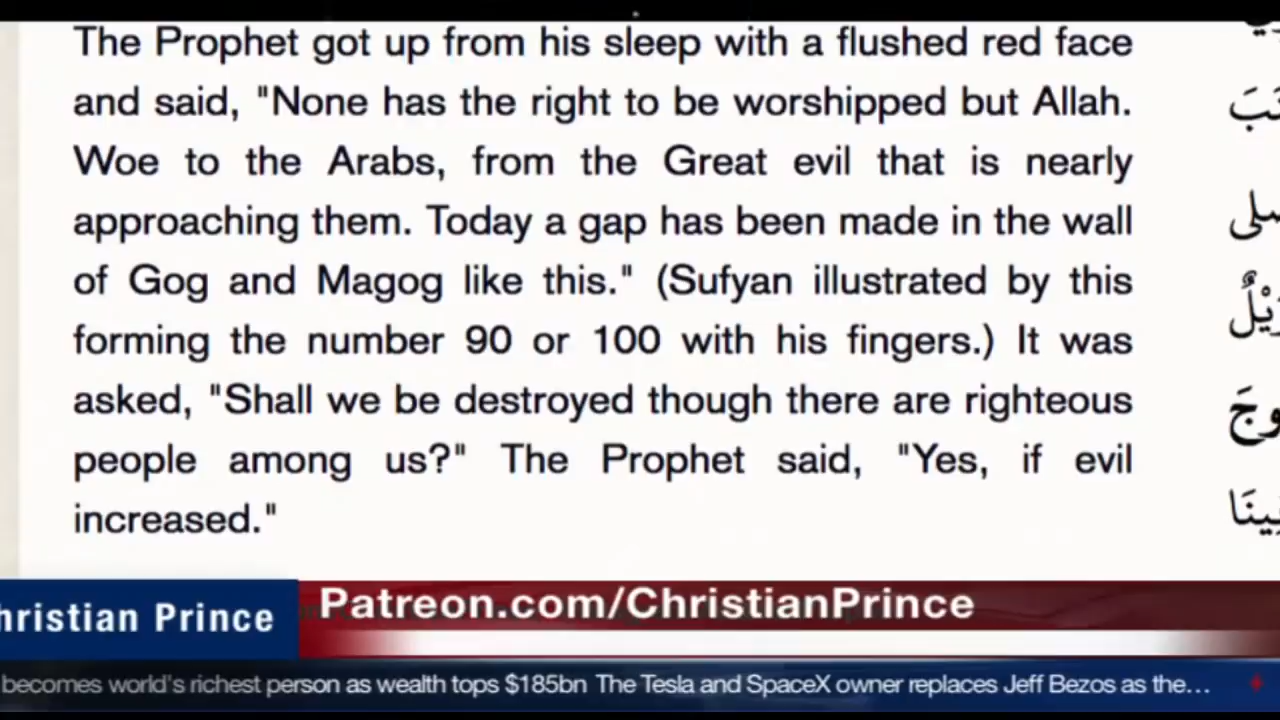 The Prophet got up from his sleep with a flushed red face
and said, "None has the right to be worshipped but Allah.
Woe to the Arabs, from the Great evil that is nearly
approaching them. Today a gap has been made in the wall
of Gog and Magog like this." (Sufyan illustrated by this
forming the number 90 or 100 with his fingers.) It was
asked, "Shall we be destroyed though there are righteous
people among us?" The Prophet said, "Yes, if evil
increased."
hristian Prince
Patreon.com/ChristianPrince
becomes world's richest person as wealth tops $185bn The Tesla and SpaceX owner replaces Jeff Bezos as the...